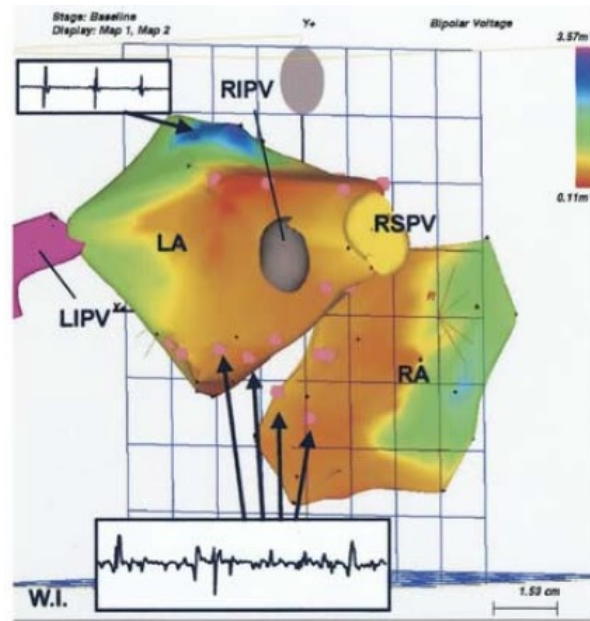 Stage: Baseline
Display: Map 1, Map 2
Y+
Bipolar Voltage
3.57m
RIPV
0.11m
RSPV
LA
LIPV
X+
R
RA
W.I.
1.53 cm